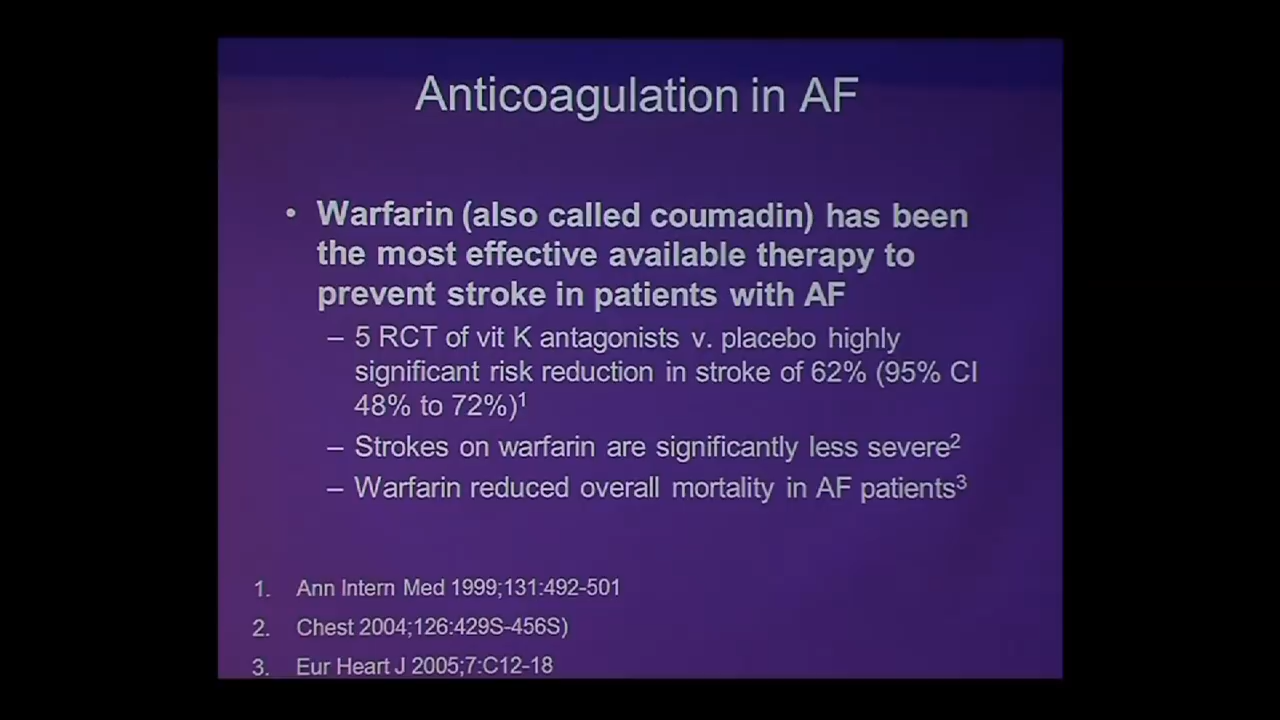 Anticoagulation in AF
• Warfarin (also called coumadin) has been
the most effective available therapy to
prevent stroke in patients with AF
– 5 RCT of vit K antagonists v. placebo highly
significant risk reduction in stroke of 62% (95% CI
48% to 72%)¹
– Strokes on warfarin are significantly less severe²
– Warfarin reduced overall mortality in AF patients³
1. Ann Intern Med 1999;131:492-501
2. Chest 2004;126:429S-456S)
3. Eur Heart J 2005;7:C12-18